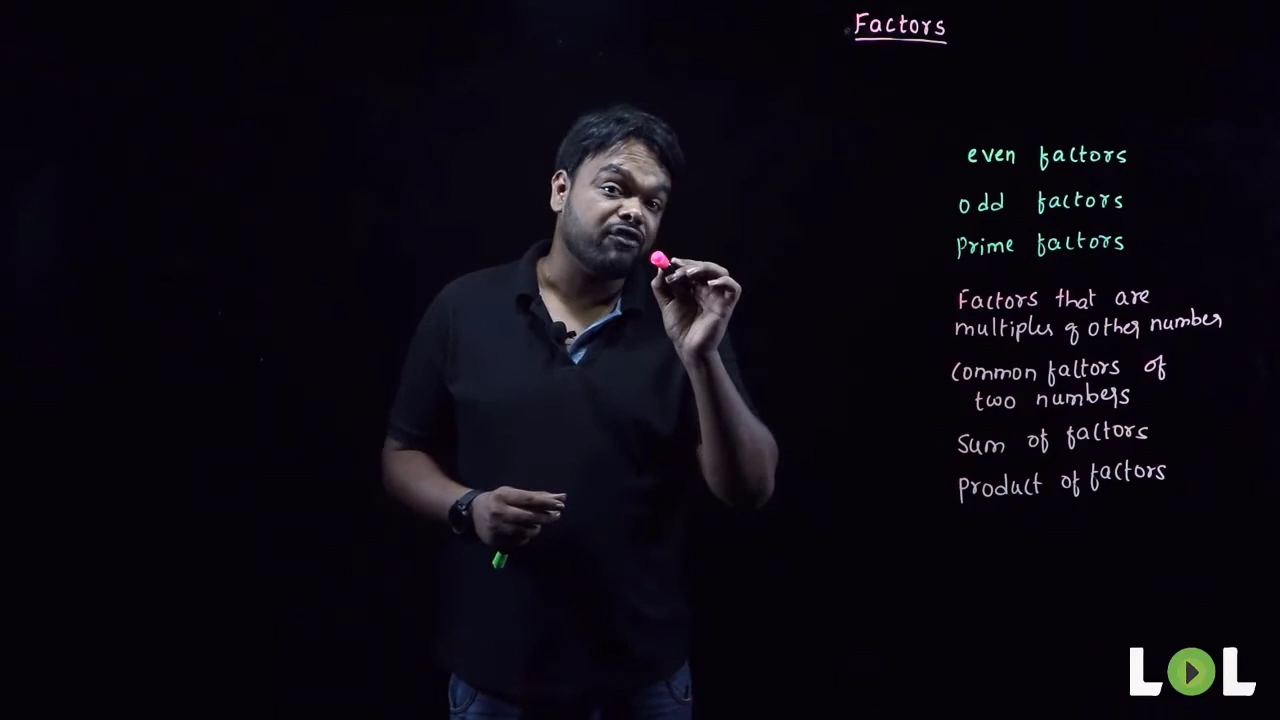 Factors
even factors
odd factors
Prime factors
Factors that are
multiples of other number
Common factors of
two numbers
Sum of factors
Product of factors
LOL